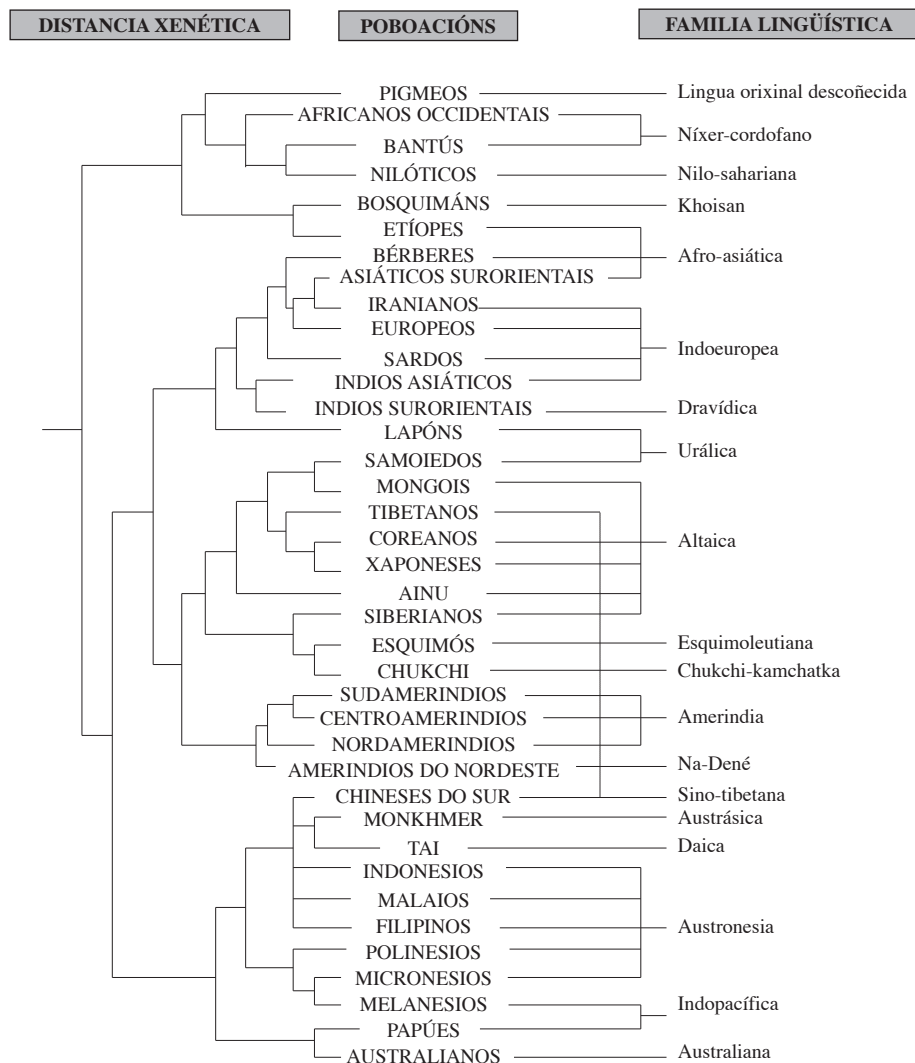 DISTANCIA XENÉTICA POBOACIÓNS FAMILIA LINGÜÍSTICA
PIGMEOS Lingua orixinal descoñecida
AFRICANOS OCCIDENTAIS
Níxer-cordofano
BANTÚS
NILÓTICOS Nilo-sahariana
BOSQUIMÁNS Khoisan
ETÍOPES
BÉRBERES Afro-asiática
ASIÁTICOS SURORIENTAIS
IRANIANOS
EUROPEOS
Indoeuropea
SARDOS
INDIOS ASIÁTICOS
INDIOS SURORIENTAIS Dravídica
LAPÓNS
Urálica
SAMOIEDOS
MONGOIS
TIBETANOS
COREANOS Altaica
XAPONESES
AINU
SIBERIANOS
ESQUIMÓS Esquimoleutiana
CHUKCHI Chukchi-kamchatka
SUDAMERINDIOS
CENTROAMERINDIOS Amerindia
NORDAMERINDIOS
AMERINDIOS DO NORDESTE Na-Dené
CHINESES DO SUR Sino-tibetana
MONKHMER Austrásica
TAI Daica
INDONESIOS
MALAIOS
FILIPINOS Austronesia
POLINESIOS
MICRONESIOS
MELANESIOS Indopacífica
PAPÚES
AUSTRALIANOS Australiana